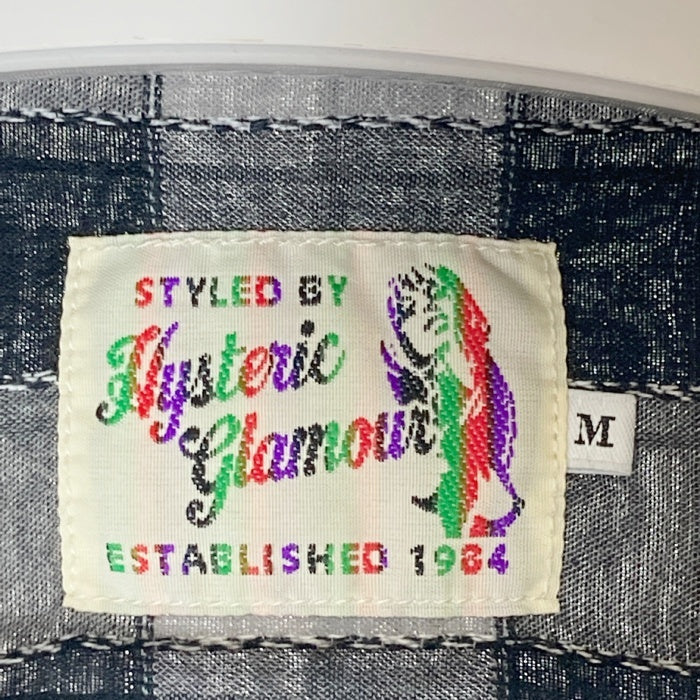 STYLED BY
Hysteric
Glamour
ESTABLISHED 1984
M